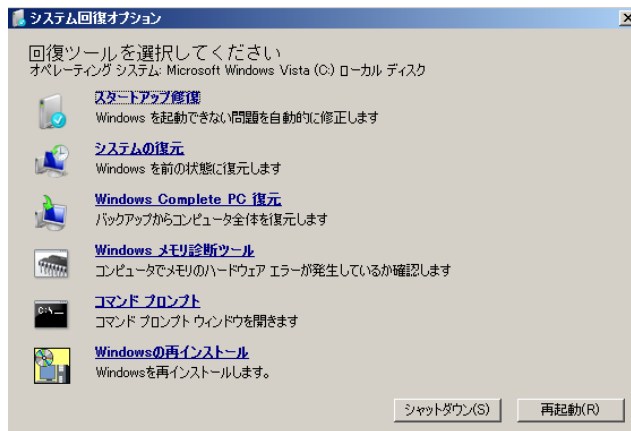 システム回復オプション
回復ツールを選択してください
オペレーティング システム: Microsoft Windows Vista (C:) ローカル ディスク
スタートアップ修復
Windows を起動できない問題を自動的に修正します
システムの復元
Windows を前の状態に復元します
Windows Complete PC 復元
バックアップからコンピュータ全体を復元します
Windows メモリ診断ツール
コンピュータでメモリのハードウェア エラーが発生しているか確認します
C:\_
コマンド プロンプト
コマンド プロンプト ウィンドウを開きます
Windowsの再インストール
Windowsを再インストールします。
シャットダウン(S)
再起動(R)